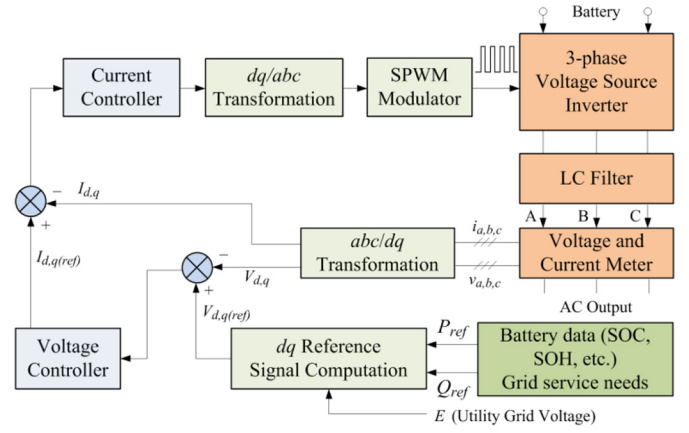 Battery
Current
Controller
dq/abc
Transformation
SPWM
Modulator
3-phase
Voltage Source
Inverter
LC Filter
A B C
− I_{d,q}
+
I_{d,q(ref)}
abc/dq
Transformation
i_{a,b,c}
v_{a,b,c}
Voltage and
Current Meter
−
V_{d,q}
+
V_{d,q(ref)}
AC Output
Voltage
Controller
dq Reference
Signal Computation
P_{ref}
Q_{ref}
Battery data (SOC,
SOH, etc.)
Grid service needs
E (Utility Grid Voltage)